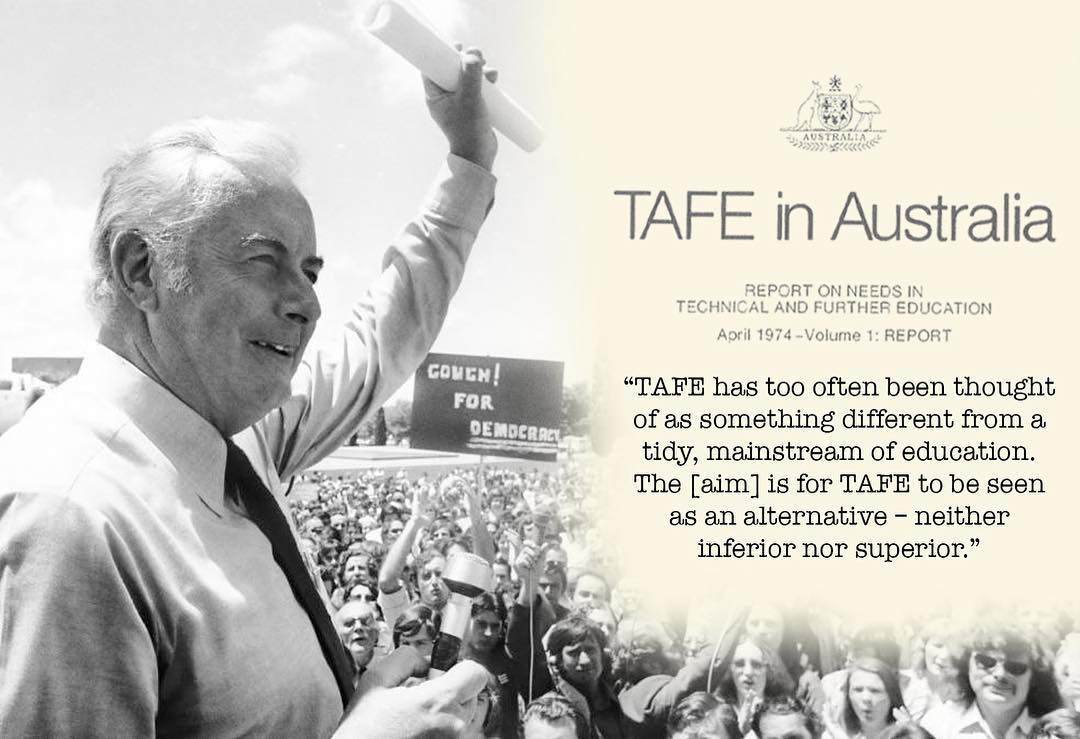 GOUGH!
FOR
DEMOCRACY
AUSTRALIA
TAFE in Australia
REPORT ON NEEDS IN
TECHNICAL AND FURTHER EDUCATION
April 1974–Volume 1: REPORT
“TAFE has too often been thought
of as something different from a
tidy, mainstream of education.
The [aim] is for TAFE to be seen
as an alternative – neither
inferior nor superior.”